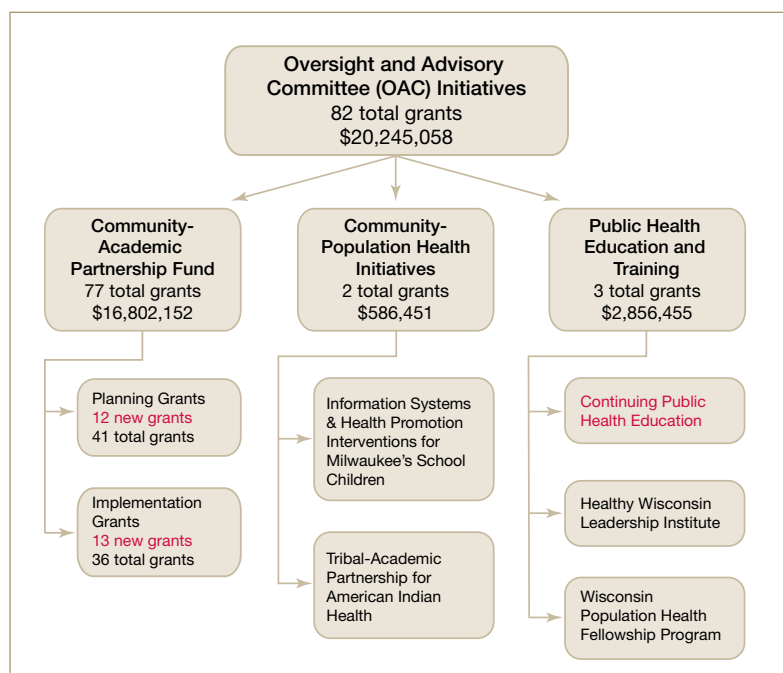 Oversight and Advisory
Committee (OAC) Initiatives
82 total grants
$20,245,058
Community-
Academic
Partnership Fund
77 total grants
$16,802,152
Community-
Population Health
Initiatives
2 total grants
$586,451
Public Health
Education and
Training
3 total grants
$2,856,455
Planning Grants
12 new grants
41 total grants
Implementation
Grants
13 new grants
36 total grants
Information Systems
& Health Promotion
Interventions for
Milwaukee’s School
Children
Tribal-Academic
Partnership for
American Indian
Health
Continuing Public
Health Education
Healthy Wisconsin
Leadership Institute
Wisconsin
Population Health
Fellowship Program